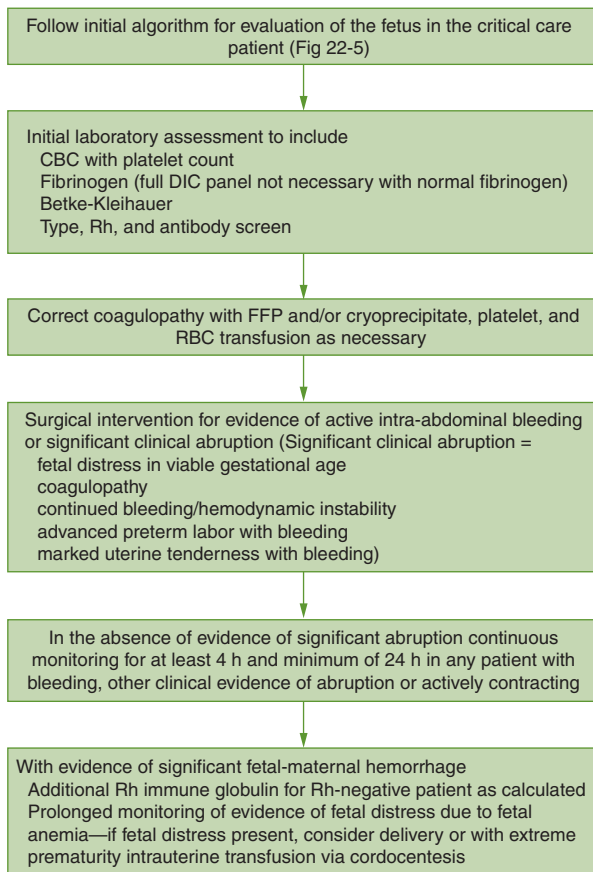 Follow initial algorithm for evaluation of the fetus in the critical care
patient (Fig 22-5)
Initial laboratory assessment to include
CBC with platelet count
Fibrinogen (full DIC panel not necessary with normal fibrinogen)
Betke-Kleihauer
Type, Rh, and antibody screen
Correct coagulopathy with FFP and/or cryoprecipitate, platelet, and
RBC transfusion as necessary
Surgical intervention for evidence of active intra-abdominal bleeding
or significant clinical abruption (Significant clinical abruption =
fetal distress in viable gestational age
coagulopathy
continued bleeding/hemodynamic instability
advanced preterm labor with bleeding
marked uterine tenderness with bleeding)
In the absence of evidence of significant abruption continuous
monitoring for at least 4 h and minimum of 24 h in any patient with
bleeding, other clinical evidence of abruption or actively contracting
With evidence of significant fetal-maternal hemorrhage
Additional Rh immune globulin for Rh-negative patient as calculated
Prolonged monitoring of evidence of fetal distress due to fetal
anemia—if fetal distress present, consider delivery or with extreme
prematurity intrauterine transfusion via cordocentesis